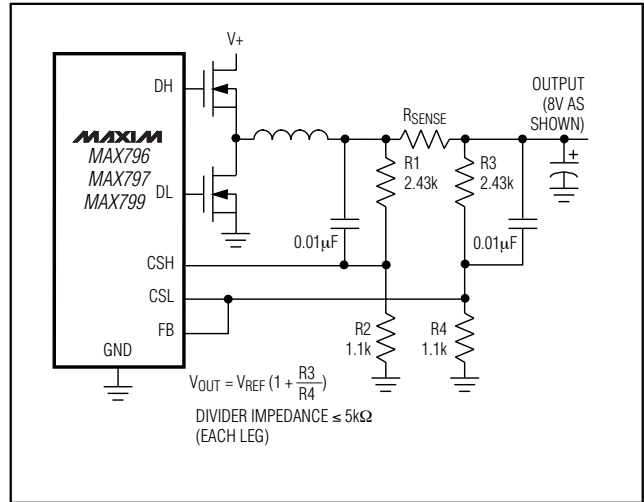 V+
DH
OUTPUT
(8V AS
SHOWN)
RSENSE
MAXIM
MAX796
MAX797
MAX799
R1
2.43k
R3
2.43k
DL
0.01µF
0.01µF
CSH
CSL
FB
R2
1.1k
R4
1.1k
GND
VOUT = VREF (1 + R3/R4)
DIVIDER IMPEDANCE ≤ 5kΩ
(EACH LEG)